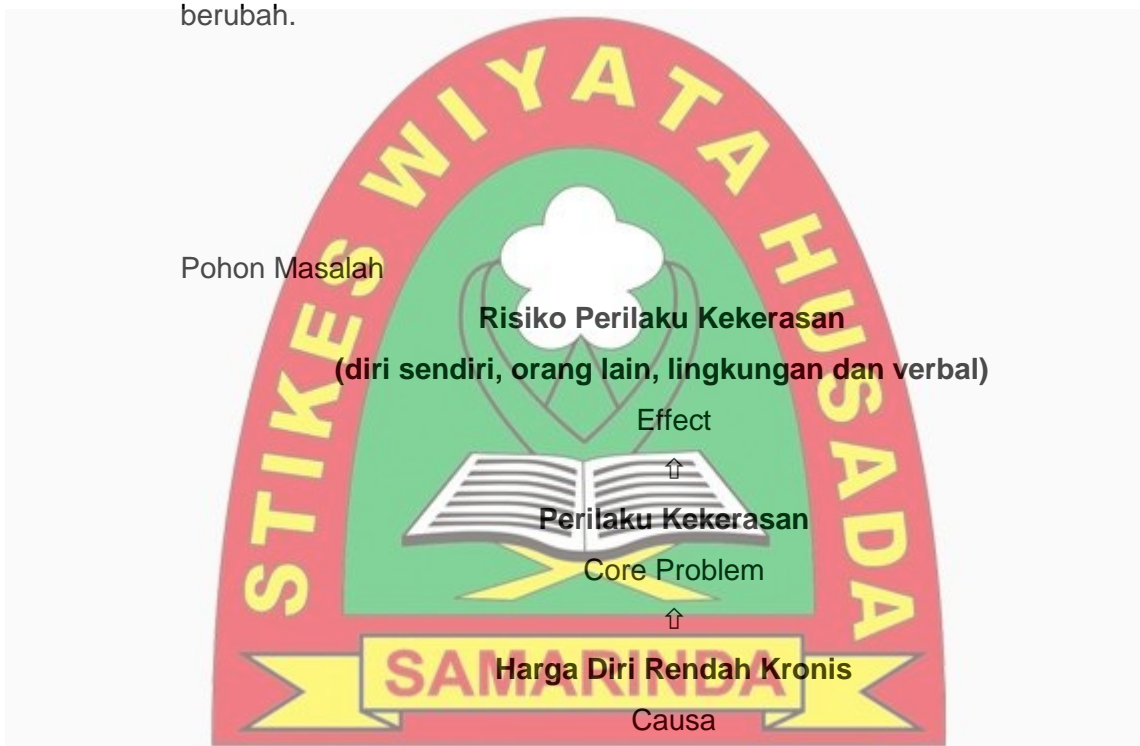 berubah.
STIKES WIYATA HUSADA
Pohon Masalah
Risiko Perilaku Kekerasan
(diri sendiri, orang lain, lingkungan dan verbal)
Effect
⇧
Perilaku Kekerasan
Core Problem
⇧
SAMARINDA
Harga Diri Rendah Kronis
Causa